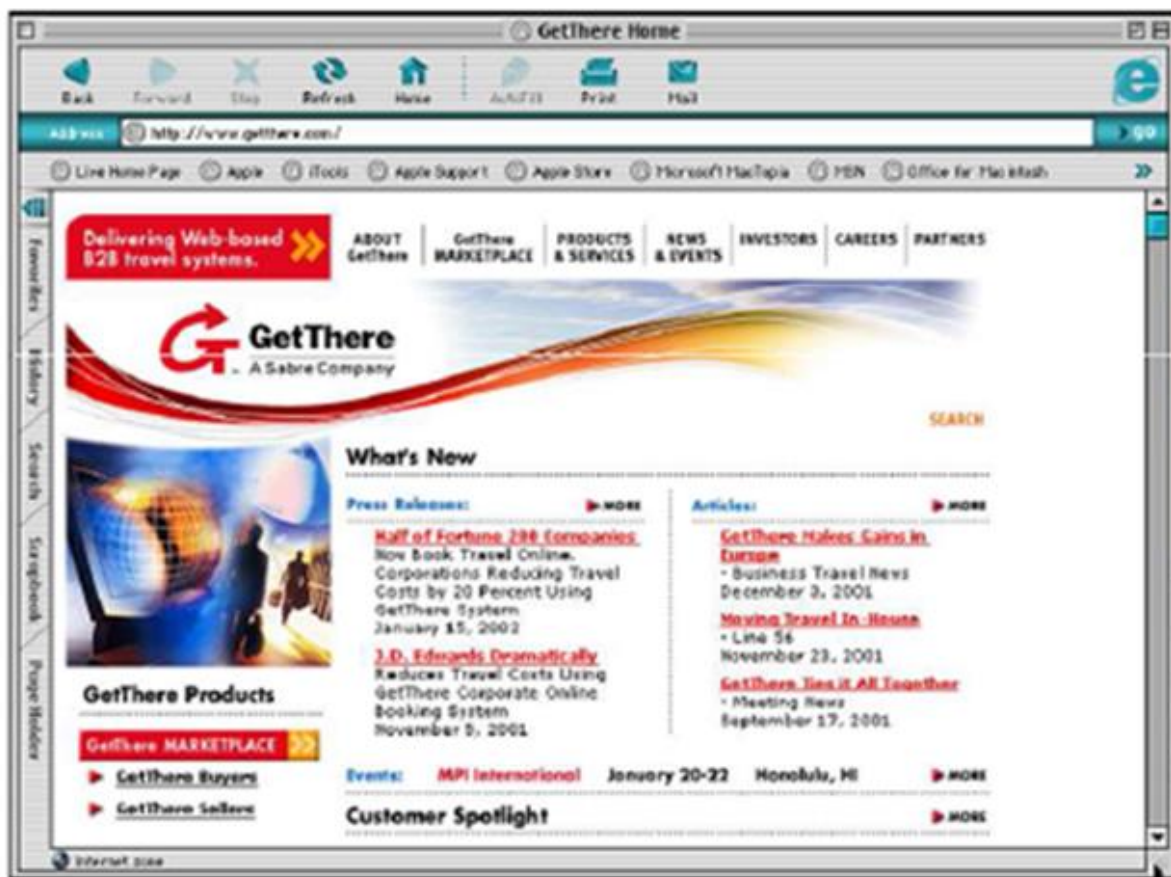 GetThere Home
Back Forward Stop Refresh Home AutoFill Print Mail
Address http://www.getthere.com/ go
Live Home Page Apple iTools Apple Support Apple Store Microsoft MacTopia MSN Office for Macintosh
Favorites
History
Search
Scrapbook
Page Holder
Delivering Web-based
B2B travel systems.
ABOUT
GetThere
GetThere
MARKETPLACE
PRODUCTS
& SERVICES
NEWS
& EVENTS
INVESTORS
CAREERS
PARTNERS
GetThere
A Sabre Company
SEARCH
What's New
Press Releases: MORE
Half of Fortune 200 Companies
Now Book Travel Online.
Corporations Reducing Travel
Costs by 20 Percent Using
GetThere System
January 15, 2002
J.D. Edwards Dramatically
Reduces Travel Costs Using
GetThere Corporate Online
Booking System
November 5, 2001
Articles: MORE
GetThere Makes Gains in
Europe
- Business Travel News
December 3, 2001
Moving Travel In-House
- Line 56
November 23, 2001
GetThere Ties it All Together
- Meeting News
September 17, 2001
GetThere Products
GetThere MARKETPLACE
GetThere Buyers
GetThere Sellers
Events: MPI International January 20-22 Honolulu, HI MORE
Customer Spotlight MORE
Internet zone